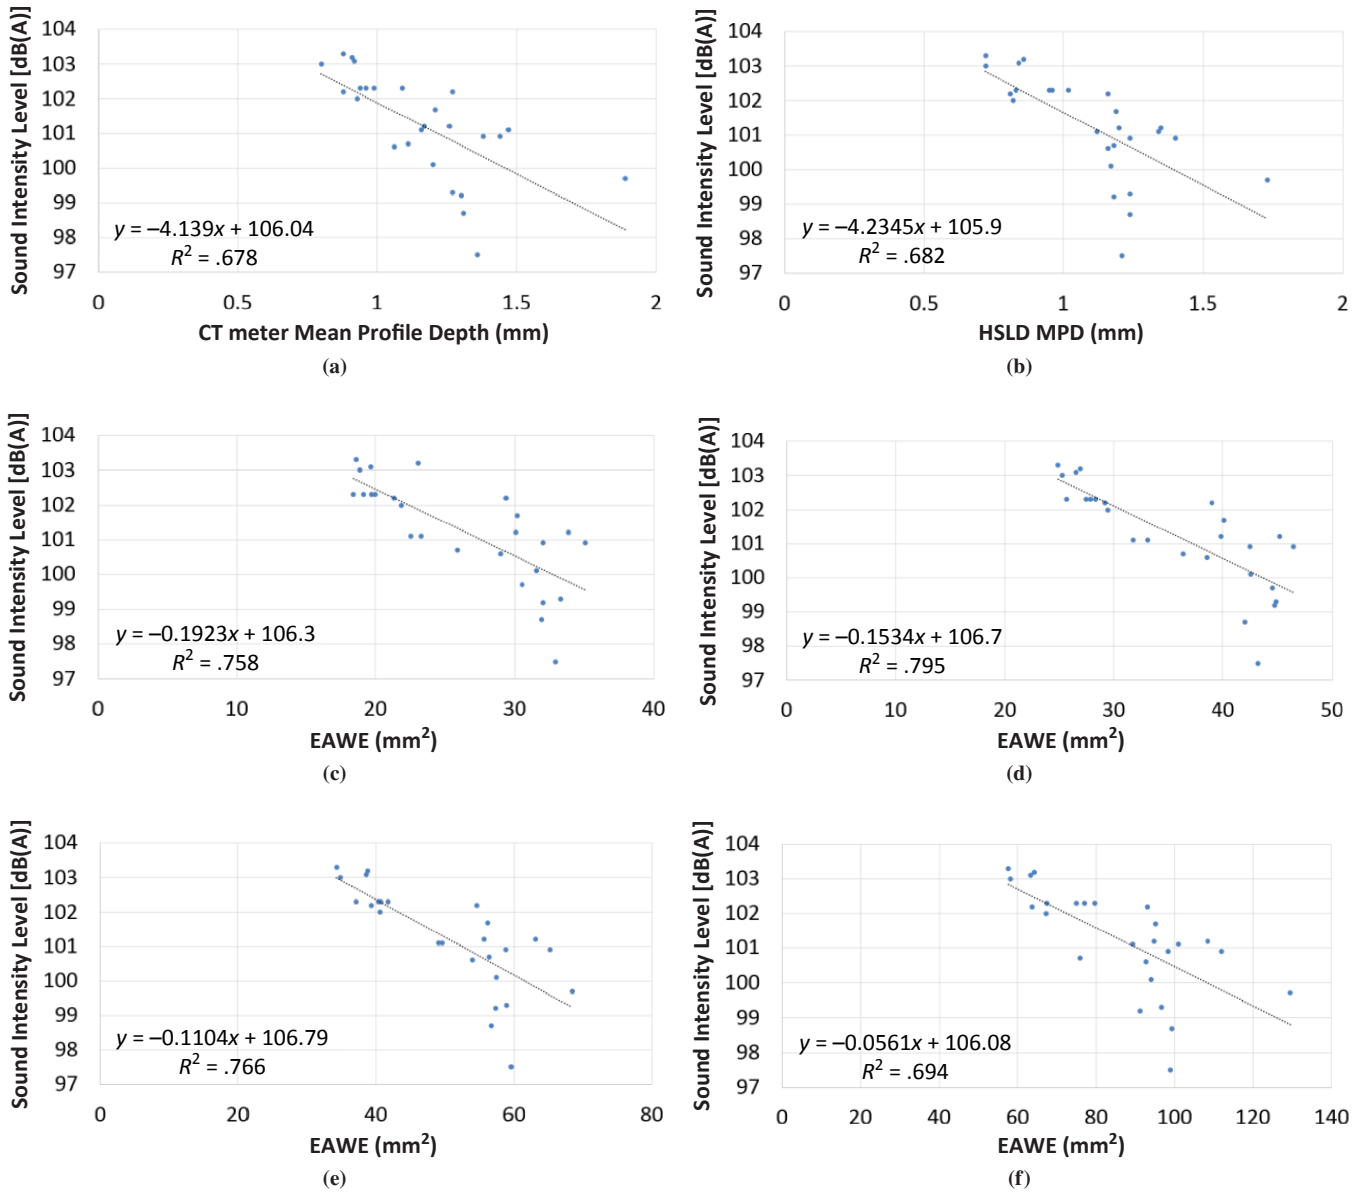 Sound Intensity Level [dB(A)]
104
103
102
101
100
99
98
97
y = –4.139x + 106.04
R² = .678
0 0.5 1 1.5 2
CT meter Mean Profile Depth (mm)
(a)
Sound Intensity Level [dB(A)]
104
103
102
101
100
99
98
97
y = –4.2345x + 105.9
R² = .682
0 0.5 1 1.5 2
HSLD MPD (mm)
(b)
Sound Intensity Level [dB(A)]
104
103
102
101
100
99
98
97
y = –0.1923x + 106.3
R² = .758
0 10 20 30 40
EAWE (mm²)
(c)
Sound Intensity Level [dB(A)]
104
103
102
101
100
99
98
97
y = –0.1534x + 106.7
R² = .795
0 10 20 30 40 50
EAWE (mm²)
(d)
Sound Intensity Level [dB(A)]
104
103
102
101
100
99
98
97
y = –0.1104x + 106.79
R² = .766
0 20 40 60 80
EAWE (mm²)
(e)
Sound Intensity Level [dB(A)]
104
103
102
101
100
99
98
97
y = –0.0561x + 106.08
R² = .694
0 20 40 60 80 100 120 140
EAWE (mm²)
(f)